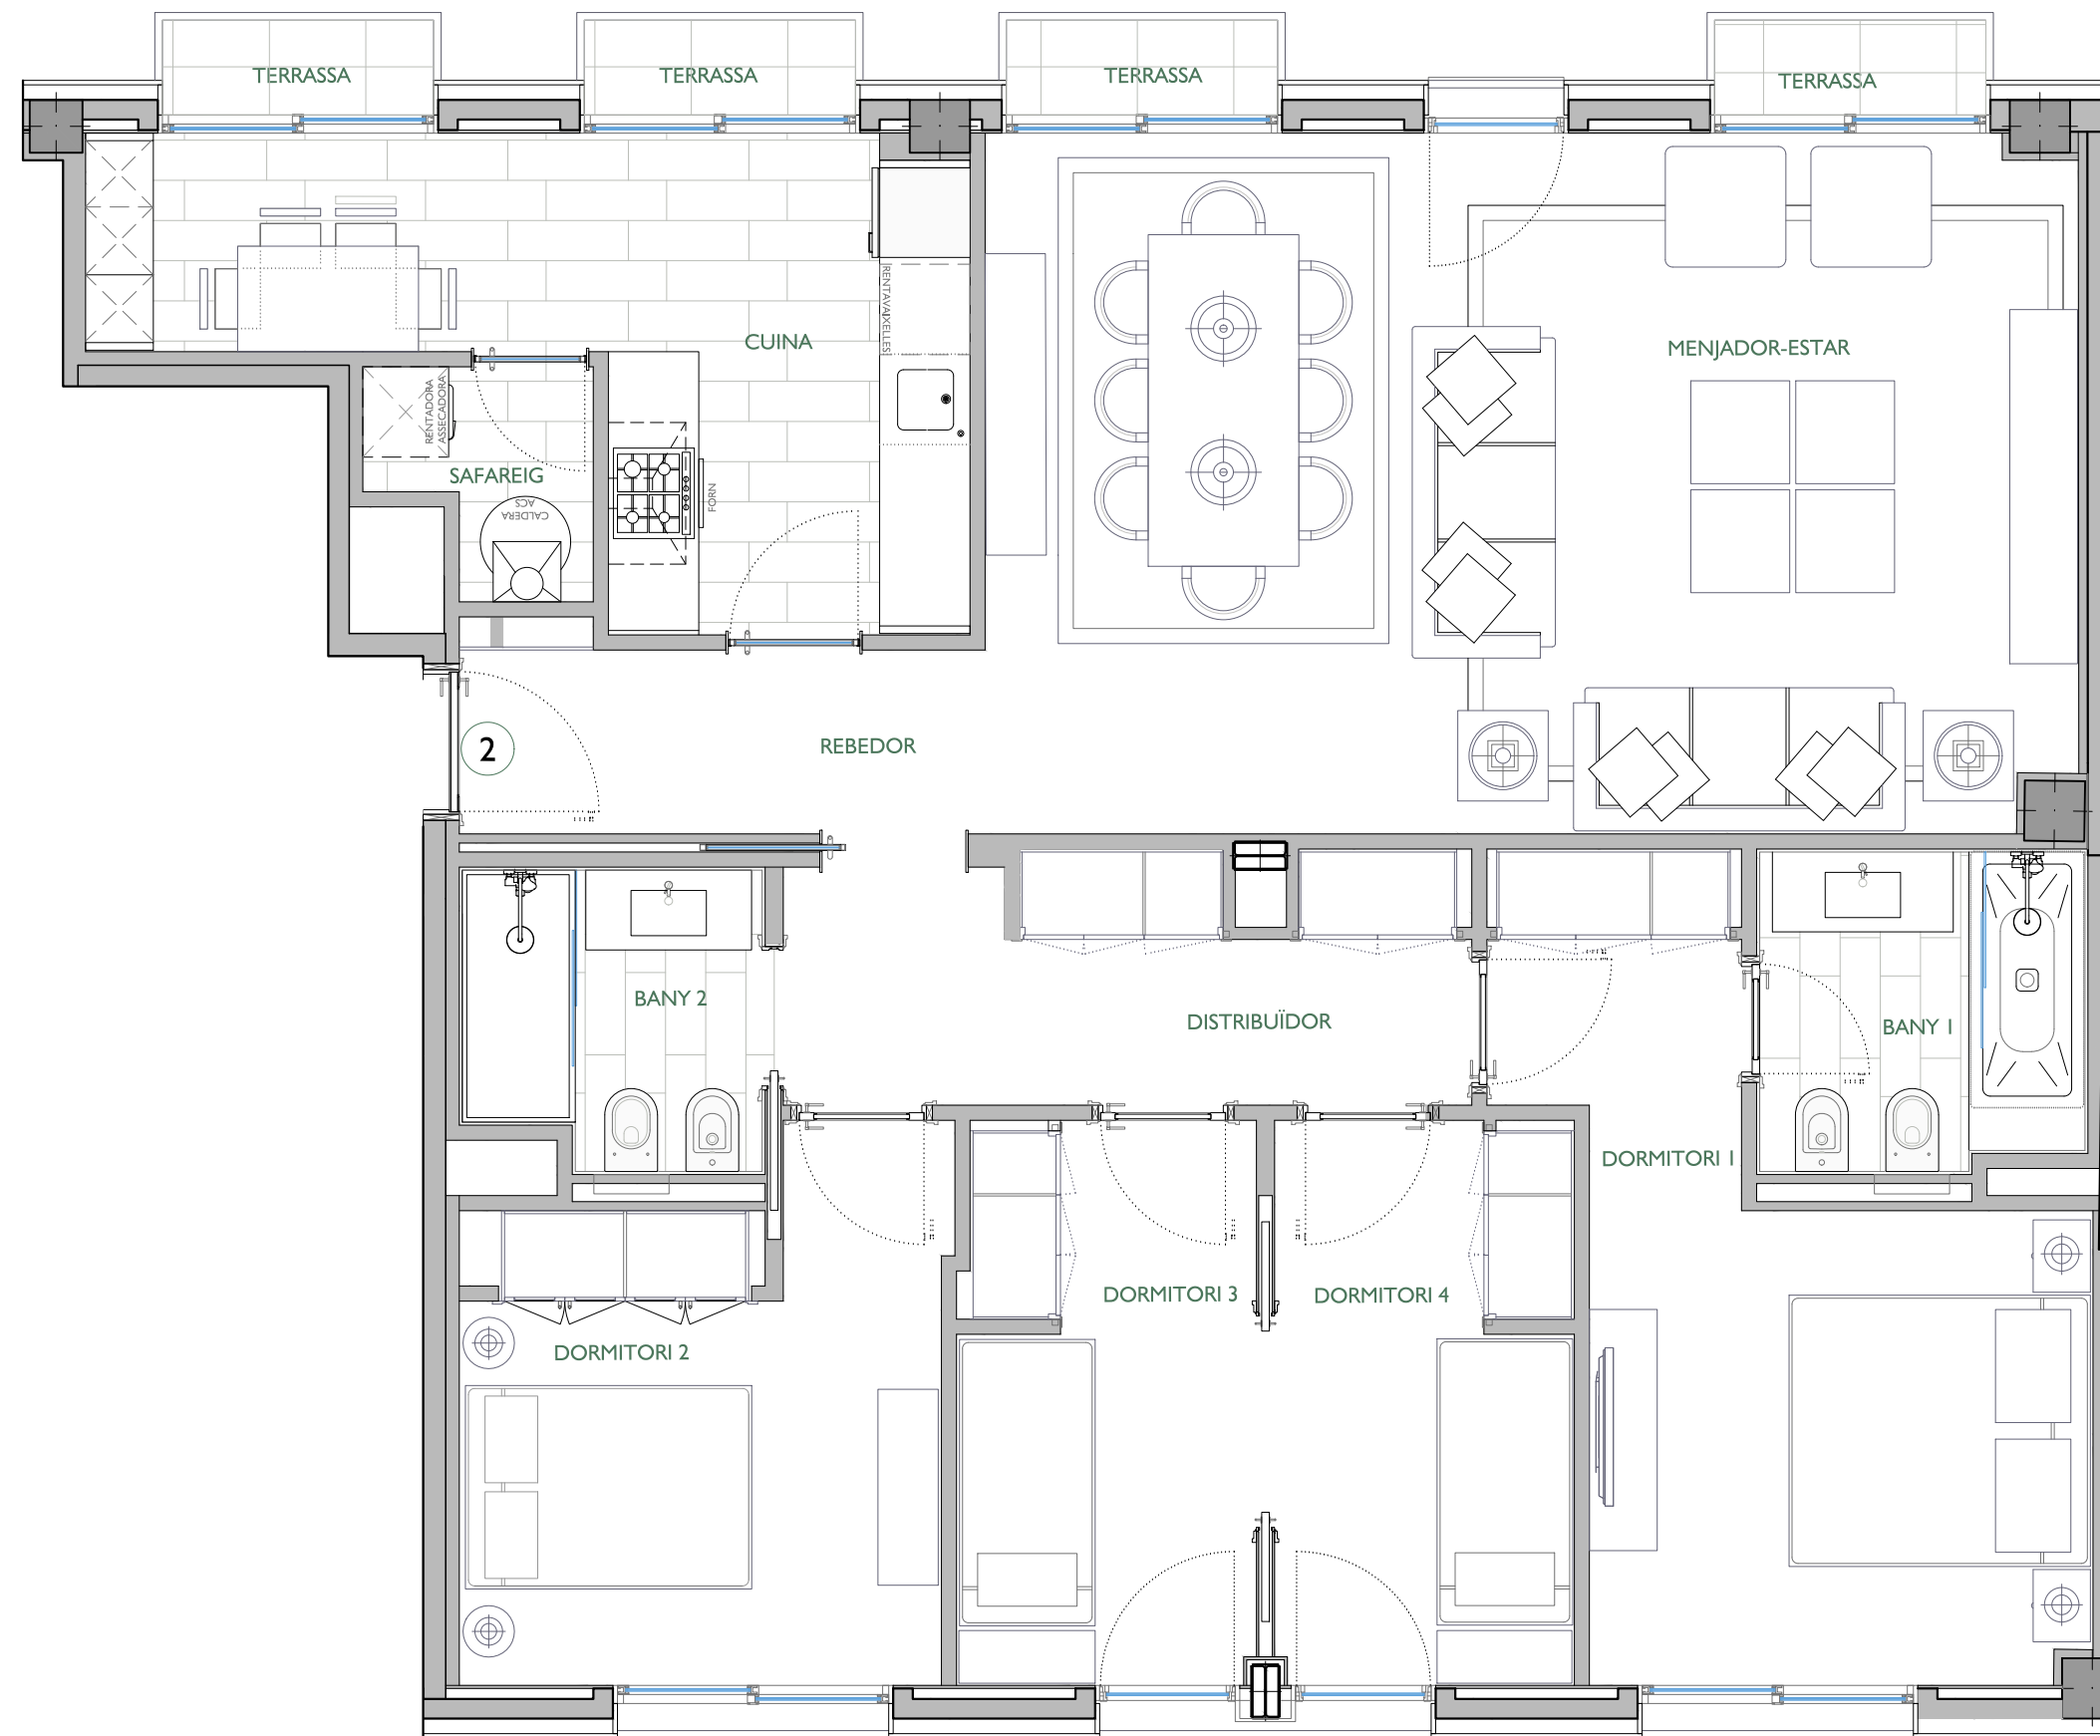 TERRASSA
TERRASSA
TERRASSA
TERRASSA
RENTAVAIXELLES
CUINA
MENJADOR-ESTAR
RENTADORA
ASSECADORA
SAFAREIG
FORN
CALDERA
ACS
2
REBEDOR
BANY 2
DISTRIBUÏDOR
BANY 1
DORMITORI 1
DORMITORI 3
DORMITORI 4
DORMITORI 2